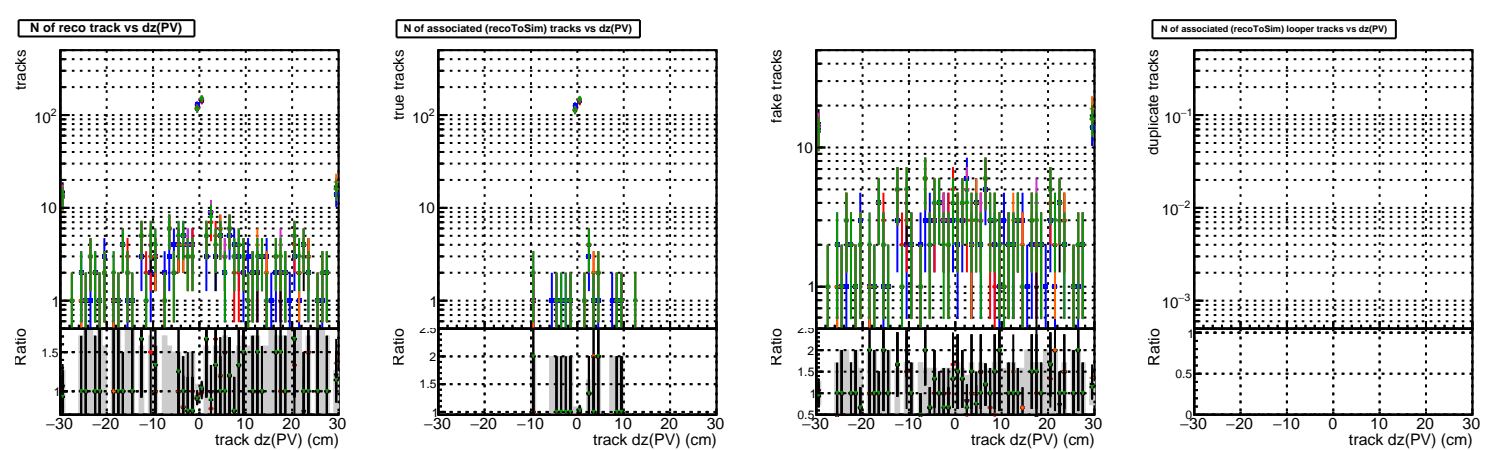 N of reco track vs dz(PV)
tracks
10²
10
1
Ratio
1.5
1
−30 −20 −10 0 10 20 30
track dz(PV) (cm)
N of associated (recoToSim) tracks vs dz(PV)
true tracks
10²
10
1
Ratio
2.5
2
1.5
1
−30 −20 −10 0 10 20 30
track dz(PV) (cm)
fake tracks
10
1
Ratio
2.5
2
1.5
1
0.5
−30 −20 −10 0 10 20 30
track dz(PV) (cm)
N of associated (recoToSim) looper tracks vs dz(PV)
duplicate tracks
10⁻¹
10⁻²
10⁻³
Ratio
1
0.5
0
−30 −20 −10 0 10 20 30
track dz(PV) (cm)